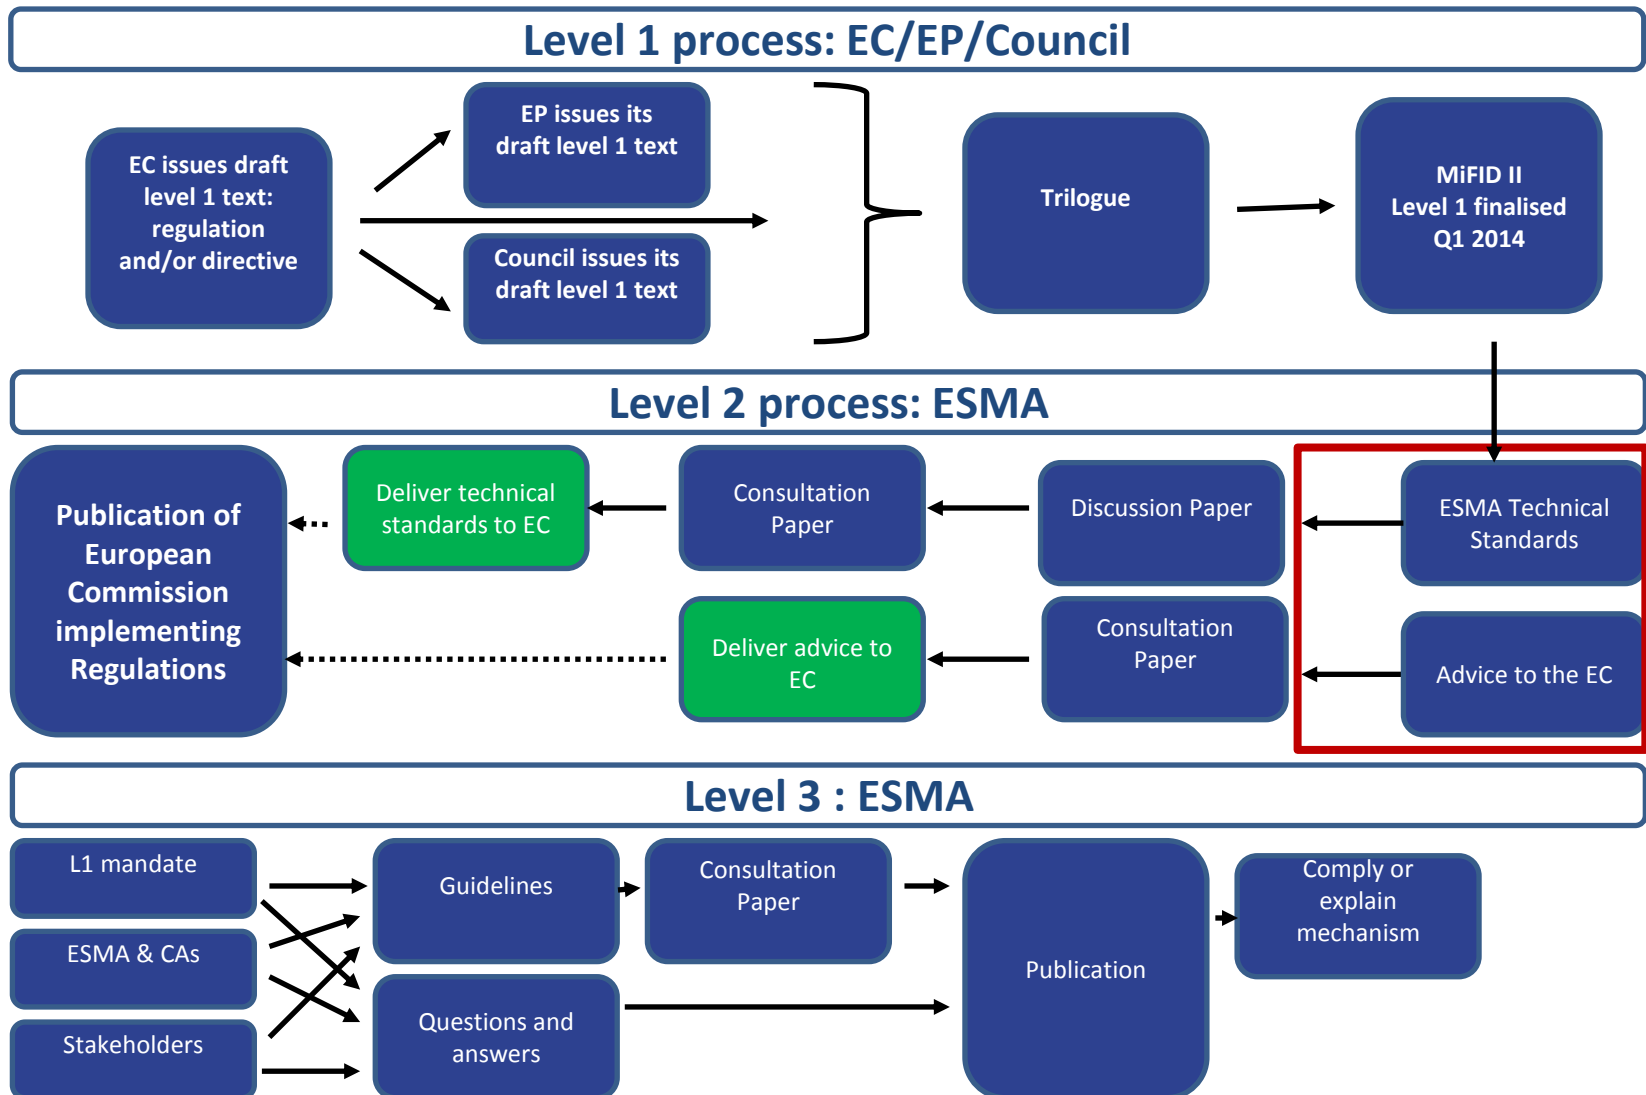 Level 1 process: EC/EP/Council
EC issues draft
level 1 text:
regulation
and/or directive
EP issues its
draft level 1 text
Council issues its
draft level 1 text
Trilogue
MiFID II
Level 1 finalised
Q1 2014
Level 2 process: ESMA
Publication of
European
Commission
implementing
Regulations
Deliver technical
standards to EC
Consultation
Paper
Discussion Paper
ESMA Technical
Standards
Deliver advice to
EC
Consultation
Paper
Advice to the EC
Level 3 : ESMA
L1 mandate
ESMA & CAs
Stakeholders
Guidelines
Questions and
answers
Consultation
Paper
Publication
Comply or
explain
mechanism